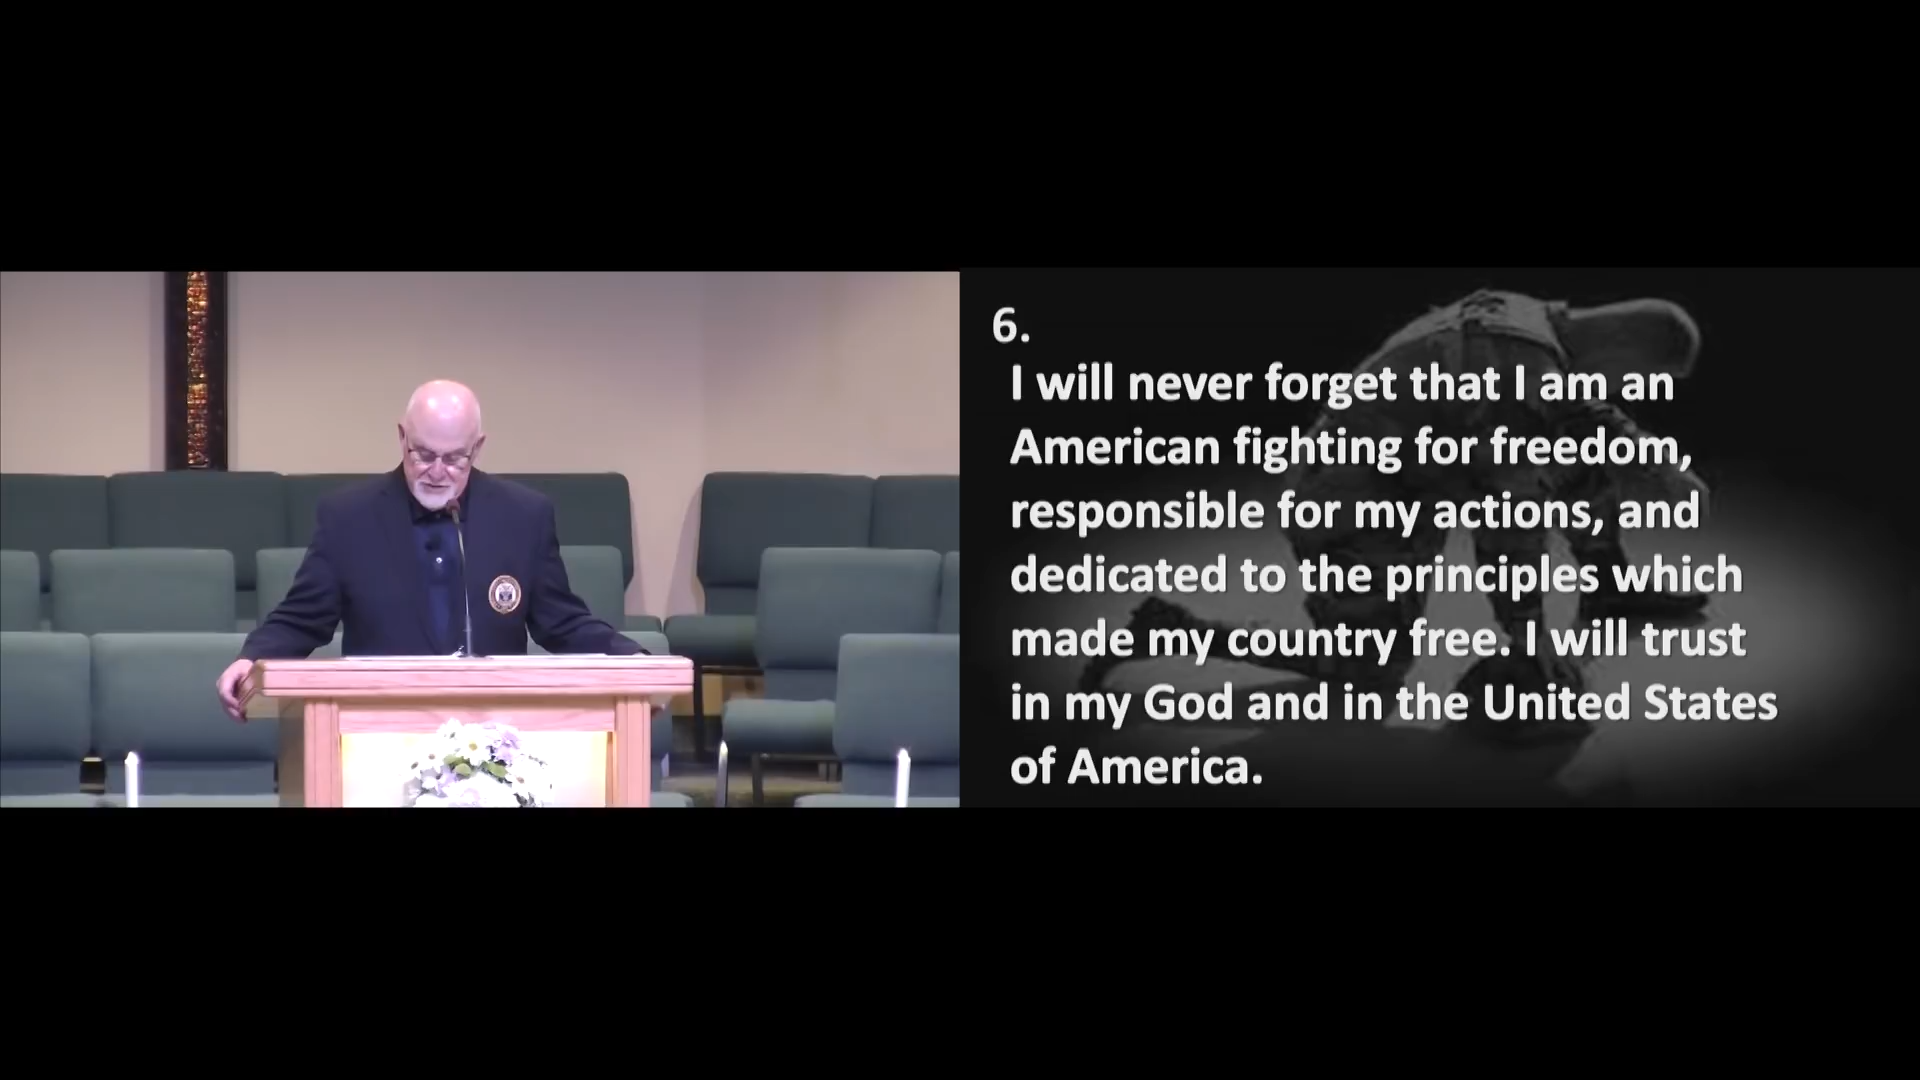 6.
I will never forget that I am an
American fighting for freedom,
responsible for my actions, and
dedicated to the principles which
made my country free. I will trust
in my God and in the United States
of America.